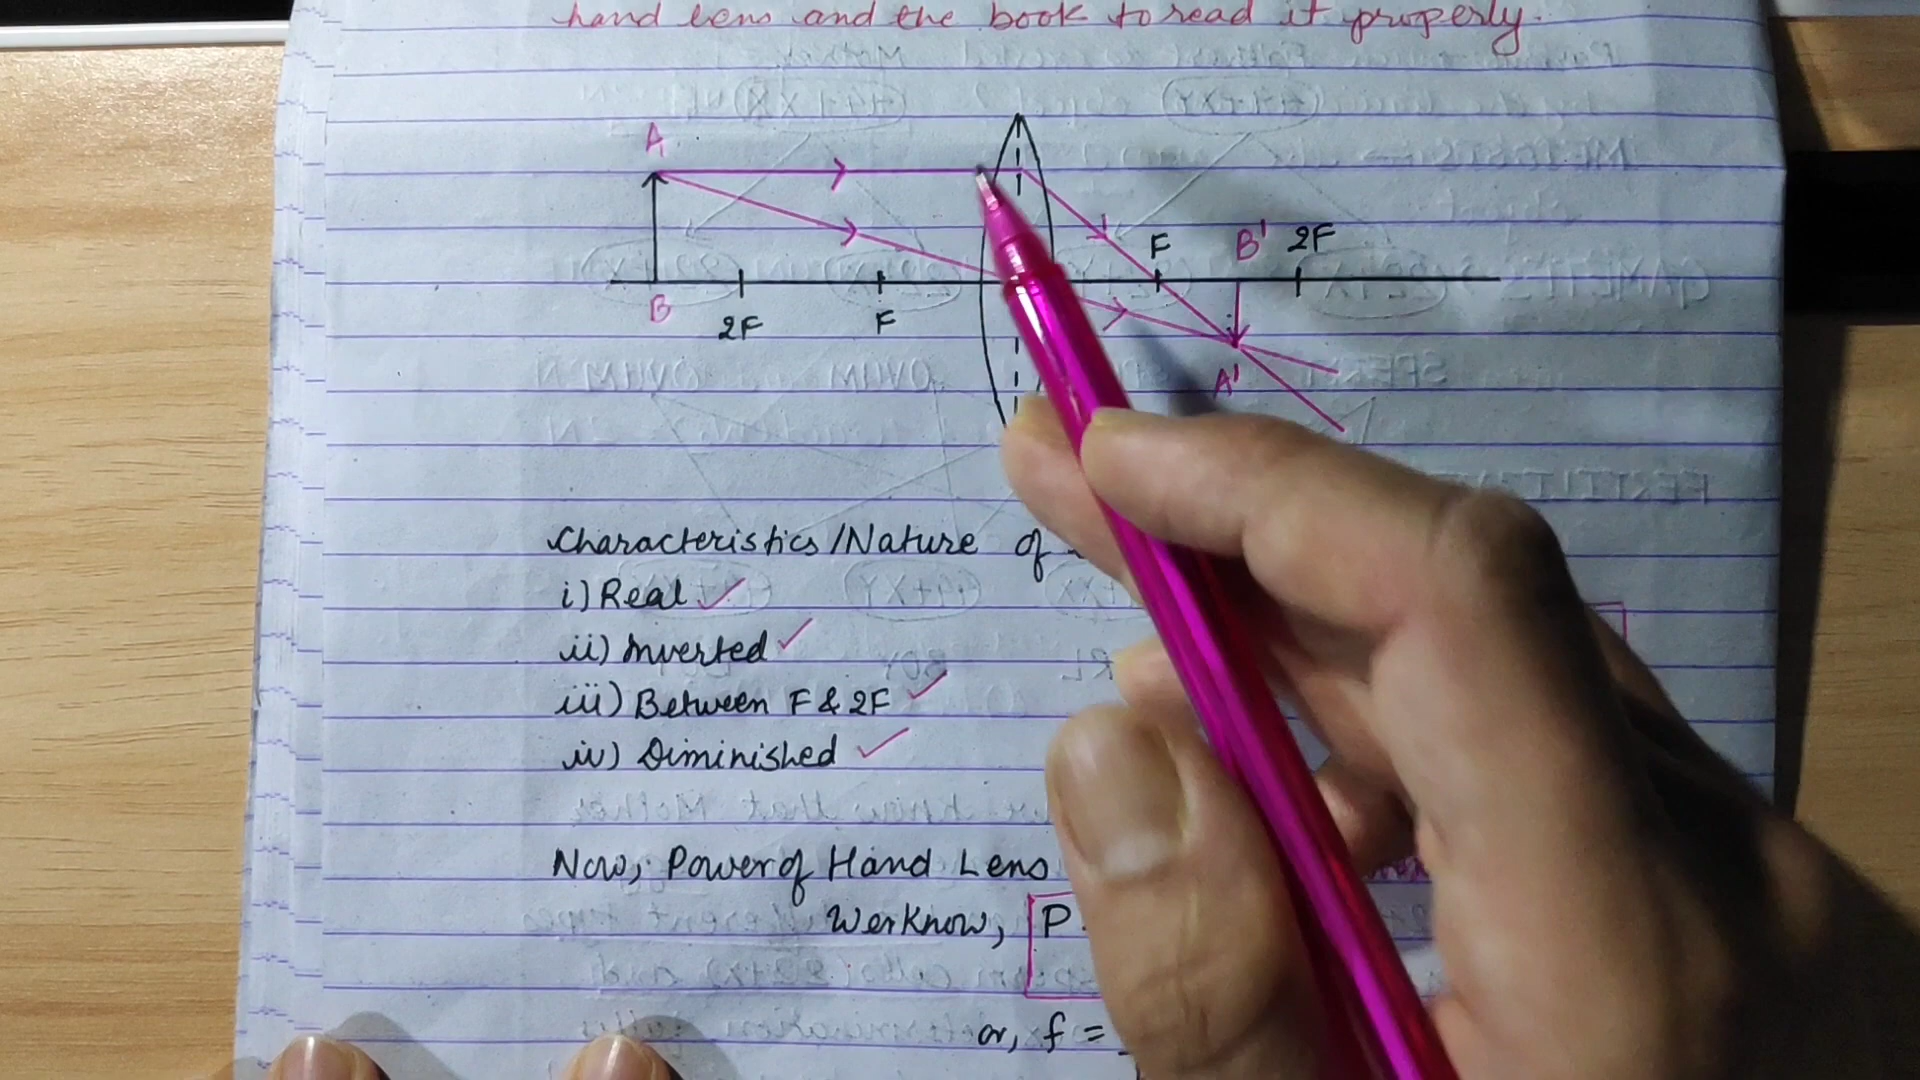 hand lens and the book to read it properly.
A
F B' 2F
B 2F F
A'
Characteristics/Nature of
i) Real ✓
ii) Inverted ✓
iii) Between F & 2F ✓
iv) Diminished ✓
Now, Power of Hand Lens
We know, P
or, f =